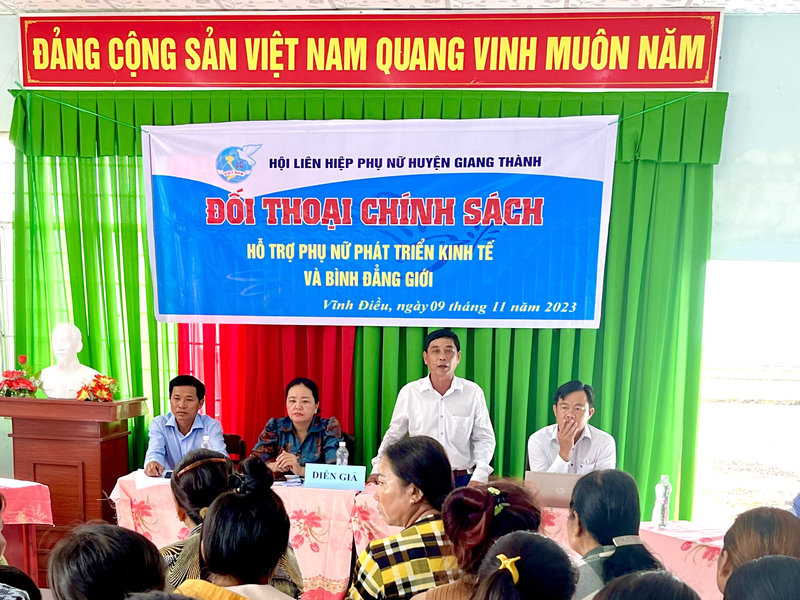 ĐẢNG CỘNG SẢN VIỆT NAM QUANG VINH MUÔN NĂM
HỘI LIÊN HIỆP PHỤ NỮ HUYỆN GIANG THÀNH
ĐỐI THOẠI CHÍNH SÁCH
HỖ TRỢ PHỤ NỮ PHÁT TRIỂN KINH TẾ
VÀ BÌNH ĐẲNG GIỚI
Vĩnh Điều, ngày 09 tháng 11 năm 2023
DIỄN GIẢ